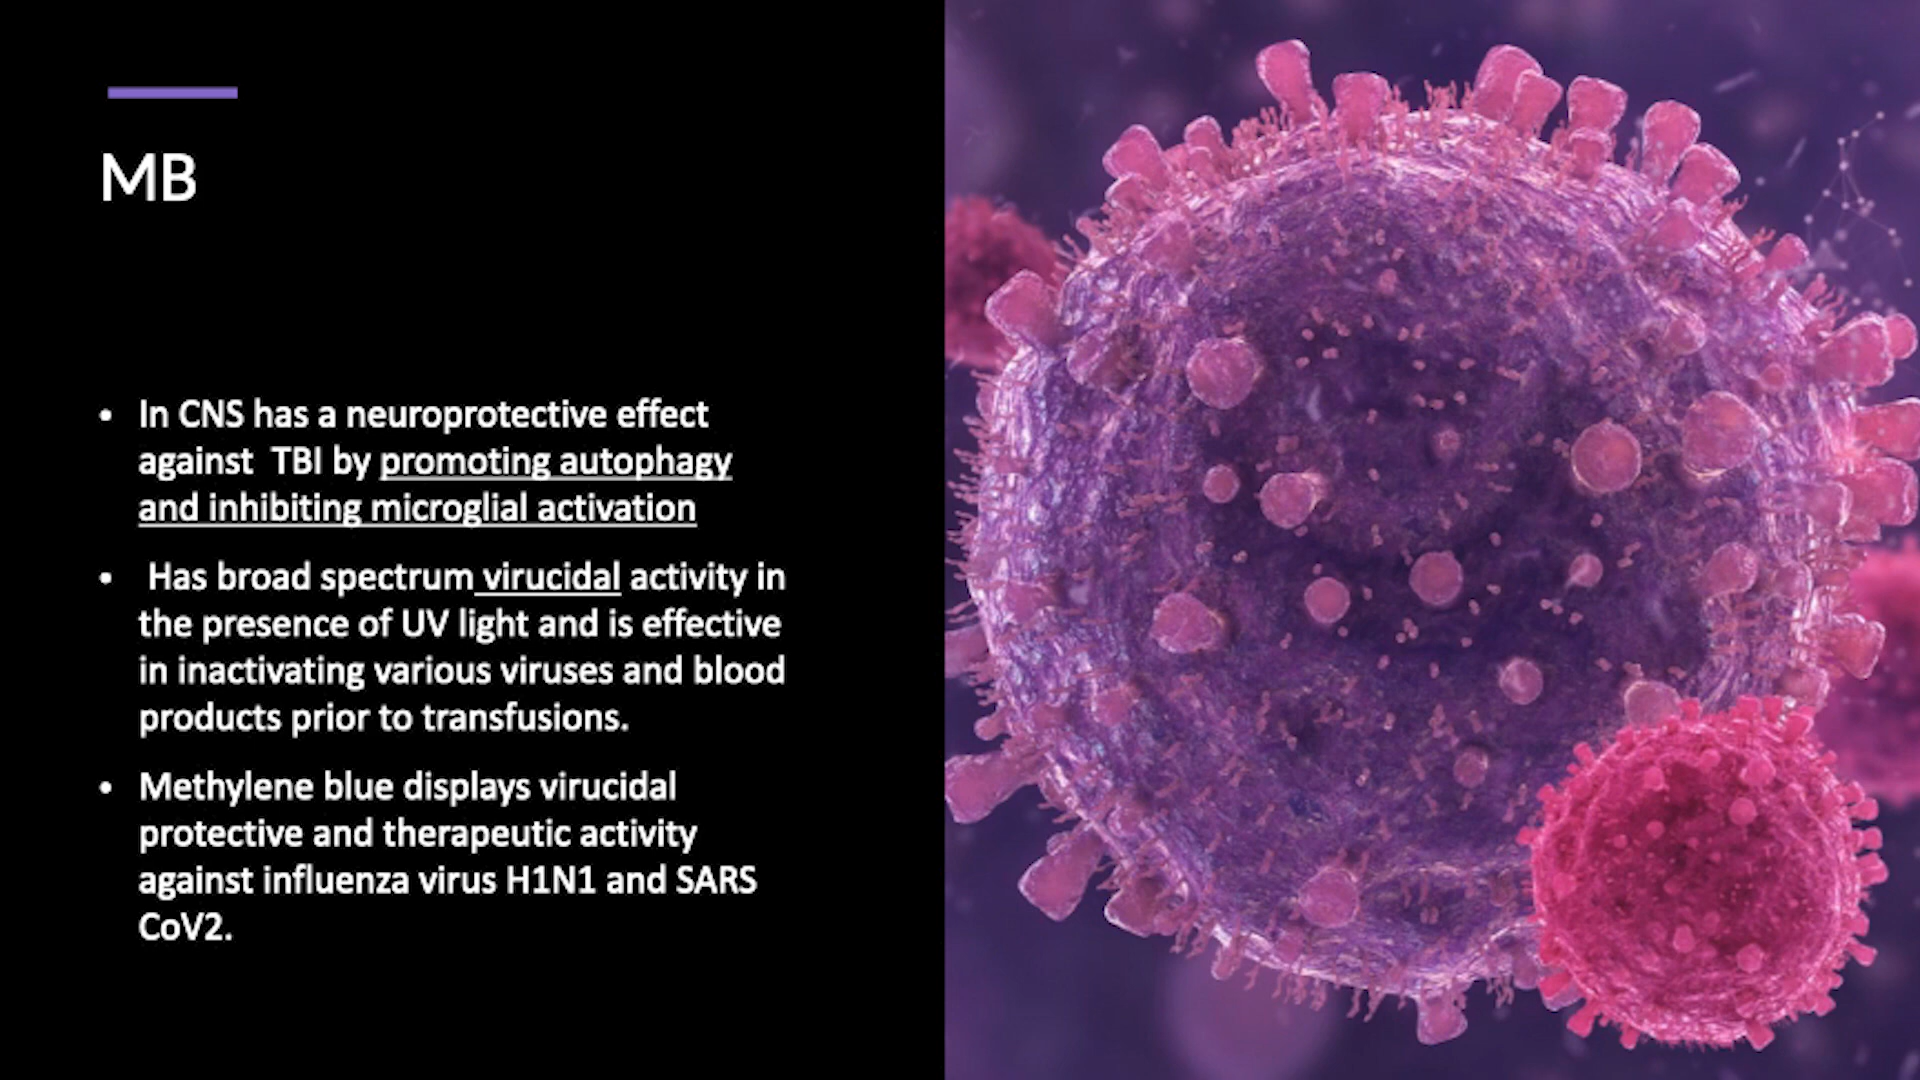 MB
• In CNS has a neuroprotective effect
against  TBI by promoting autophagy
and inhibiting microglial activation
•  Has broad spectrum virucidal activity in
the presence of UV light and is effective
in inactivating various viruses and blood
products prior to transfusions.
• Methylene blue displays virucidal
protective and therapeutic activity
against influenza virus H1N1 and SARS
CoV2.